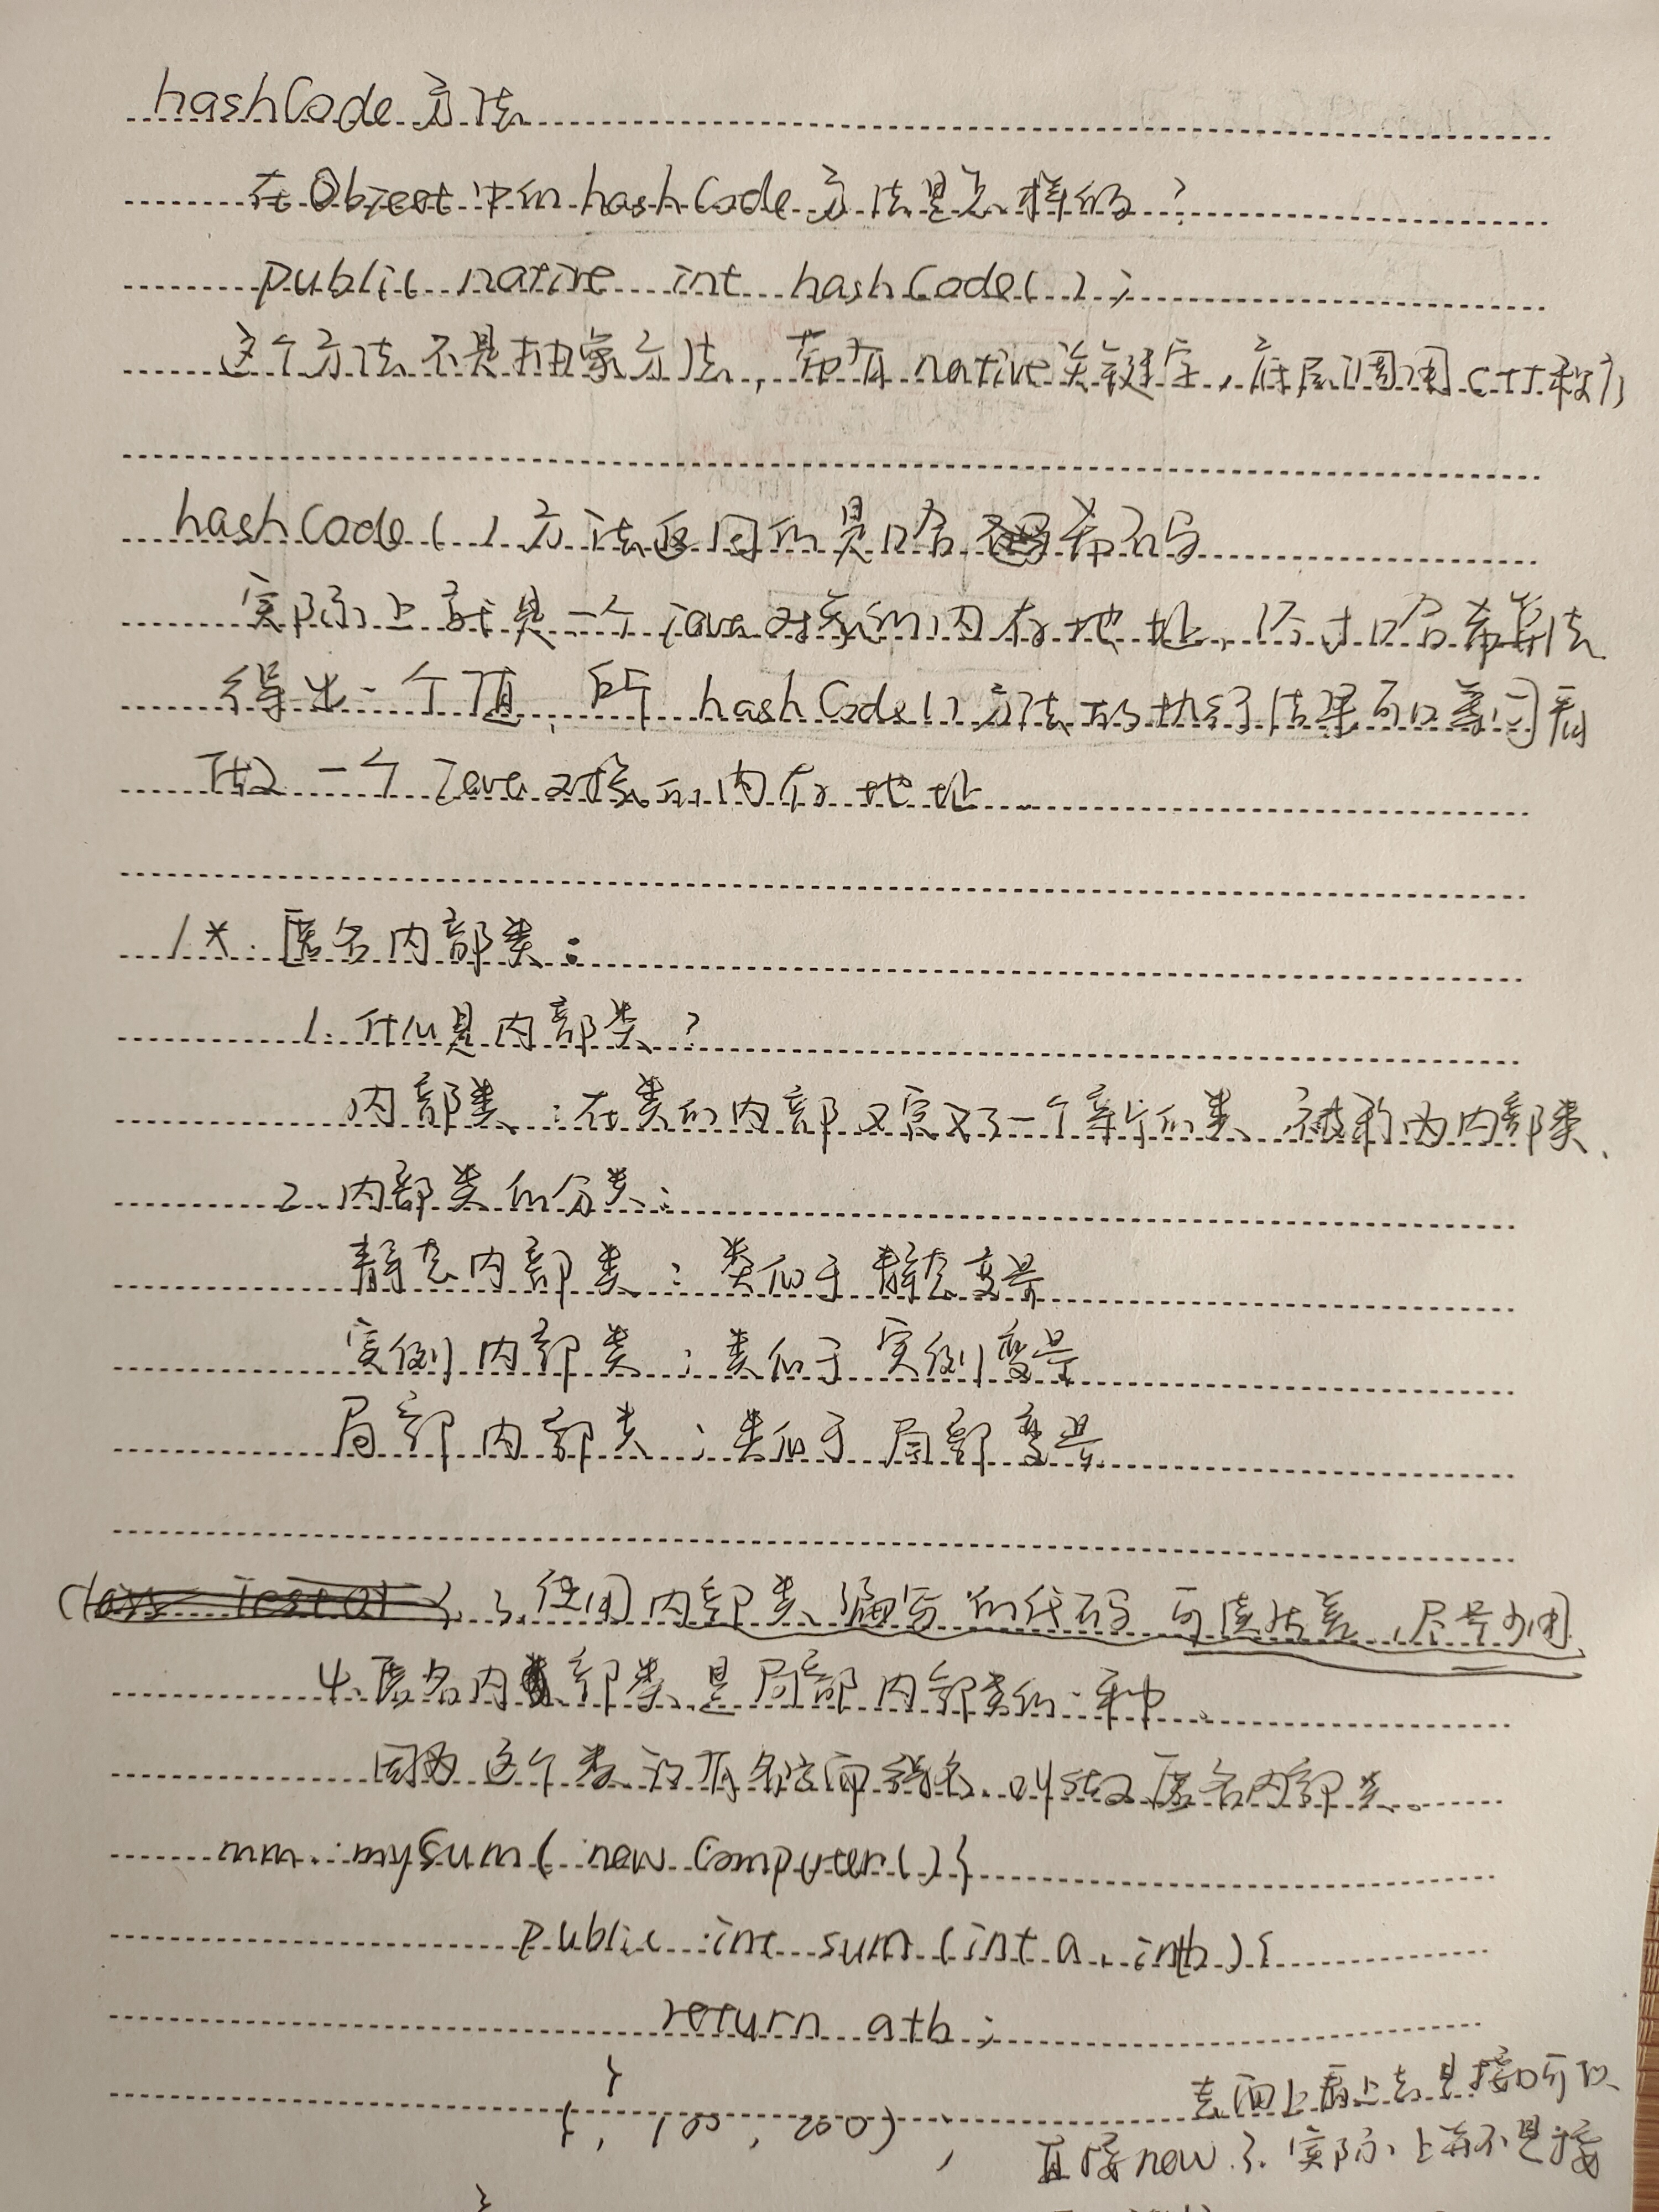 hashCode方法
在Object中的hashCode方法是怎样的？
public native int hashCode();
这个方法不是抽象方法，带有native关键字，底层调用C++程序
hashCode()方法返回的是哈希码
实际上就是一个java对象的内存地址，经过哈希算法
得出一个值，所 hashCode()方法的执行结果可以等同看
做一个Java对象的内存地址
/*.匿名内部类：
1.什么是内部类？
内部类：在类的内部又定义了一个新的类 被称为内部类、
2.内部类的分类：
静态内部类：类似于静态变量
实例内部类：类似于实例变量
局部内部类：类似于局部变量
3.使用内部类编写的代码 可读性差，尽量少用
4.匿名内部类是局部内部类的一种、
因为这个类没有名字而得名.叫做匿名内部类。
mm.mySum(new Computer(){
public int sum(int a,int b){
return a+b;
}
},100,200);
表面上看上去是接口可以
直接new了.实际上并不是接
}